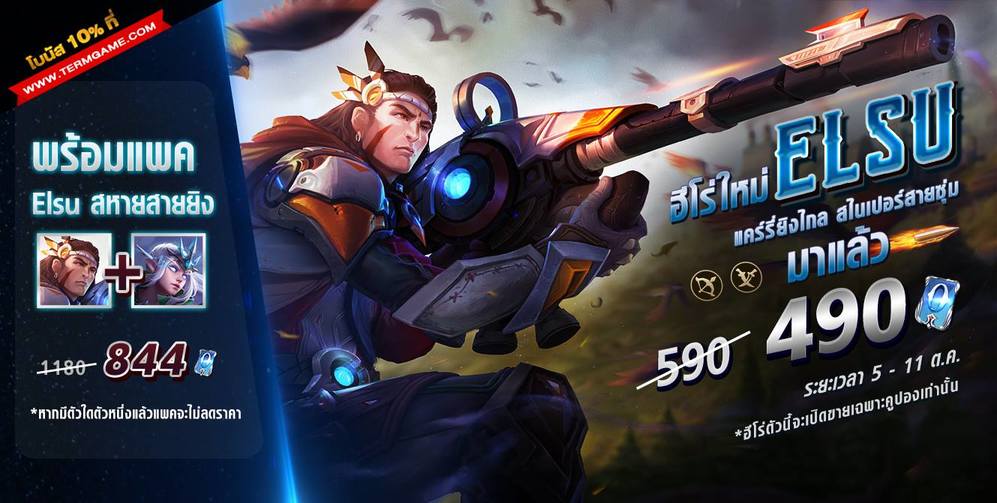 โบนัส 10% ที่
WWW.TERMGAME.COM
พร้อมแพค
Elsu สหายสายยิง
+
1180 844
*หากมีตัวใดตัวหนึ่งแล้วแพคจะไม่ลดราคา
ฮีโร่ใหม่ ELSU
แคร์รี่ยิงไกล สไนเปอร์สายซุ่ม
มาแล้ว
590 490
ระยะเวลา 5 - 11 ต.ค.
*ฮีโร่ตัวนี้จะเปิดขายเฉพาะคูปองเท่านั้น